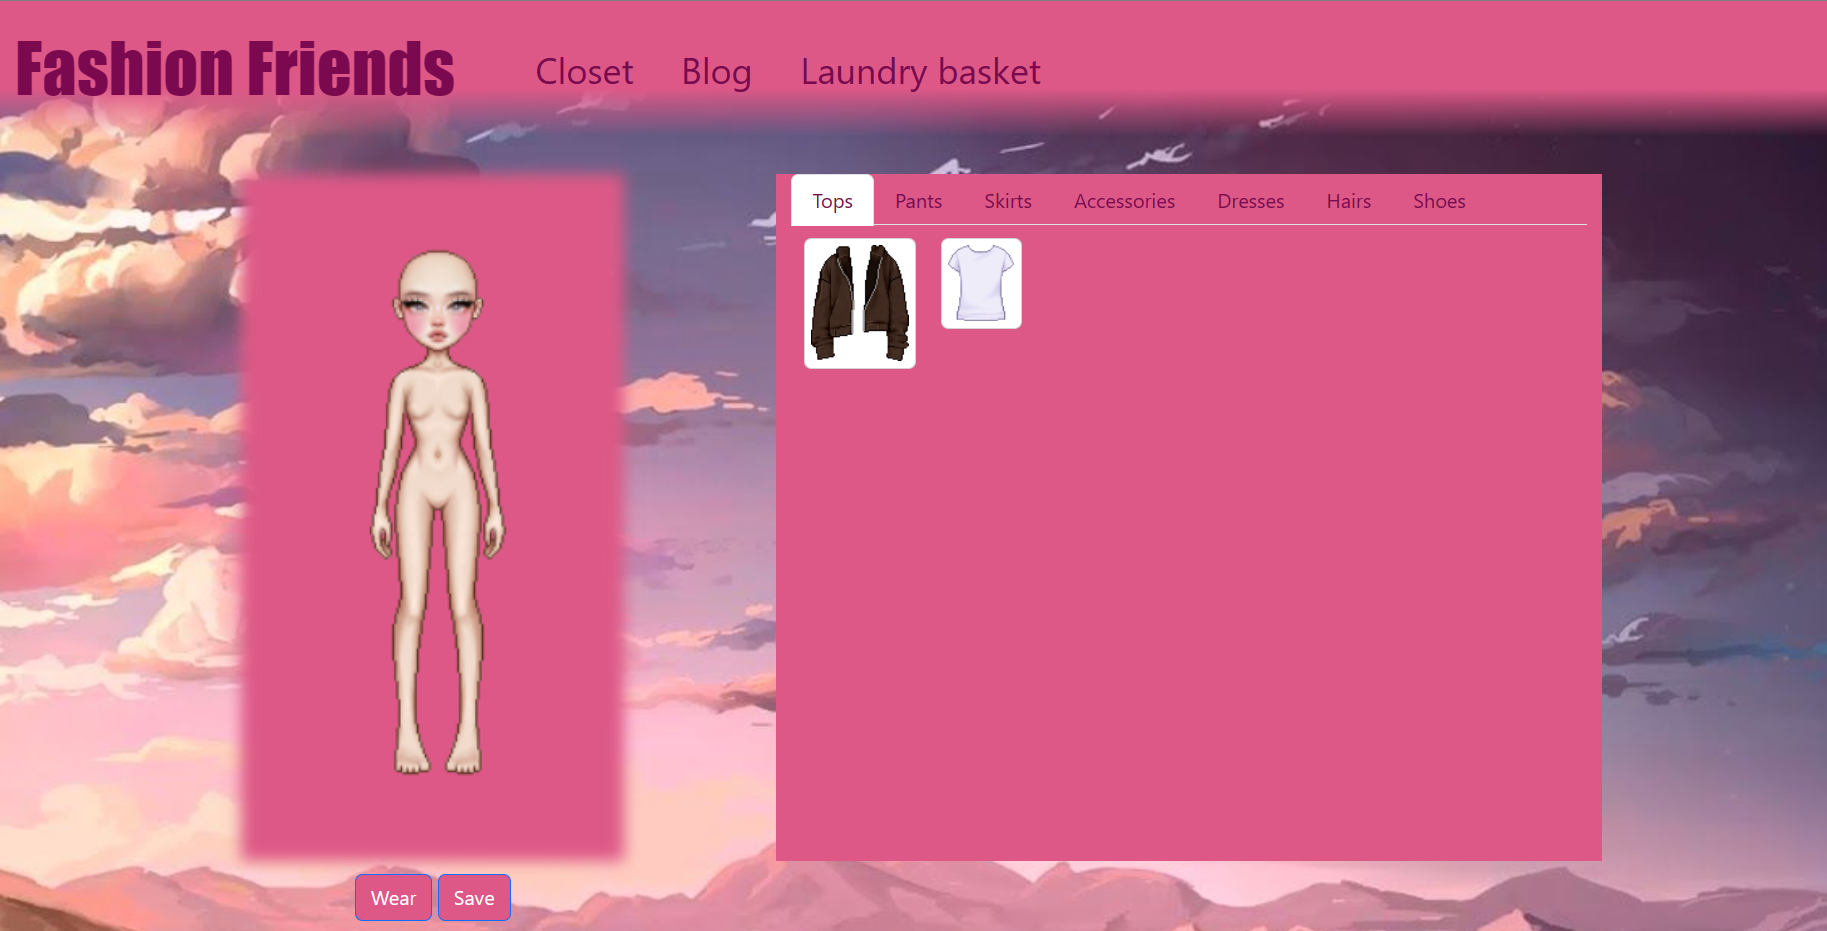 Fashion Friends Closet Blog Laundry basket
Tops Pants Skirts Accessories Dresses Hairs Shoes
Wear Save